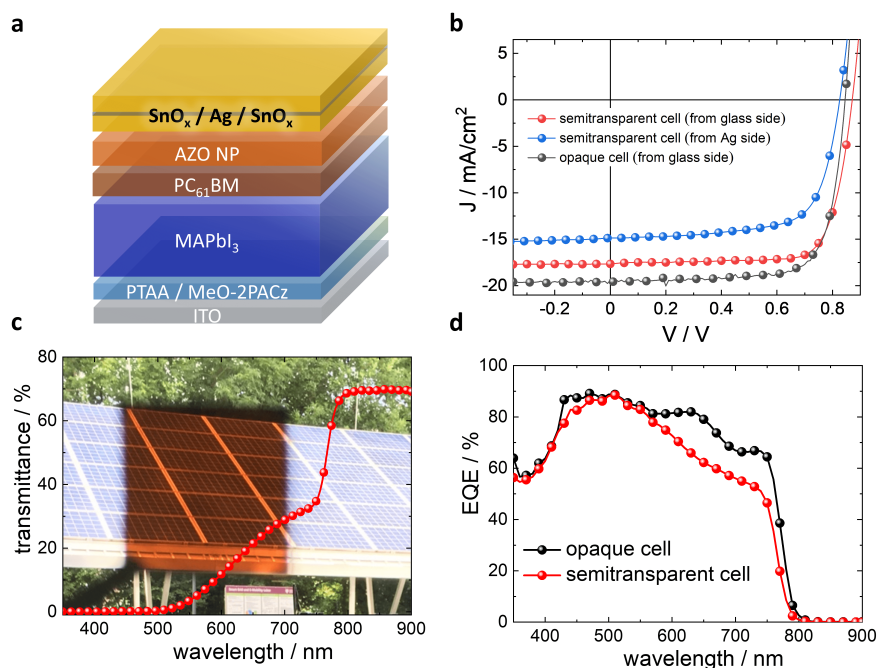 a
SnOx / Ag / SnOx
AZO NP
PC61BM
MAPbI3
PTAA / MeO-2PACz
ITO
b
J / mA/cm2
5
0
-5
-10
-15
-20
semitransparent cell (from glass side)
semitransparent cell (from Ag side)
opaque cell (from glass side)
-0.2 0 0.2 0.4 0.6 0.8
V / V
c
transmittance / %
80
60
40
20
0
400 500 600 700 800 900
wavelength / nm
d
EQE / %
100
80
60
40
20
0
opaque cell
semitransparent cell
400 500 600 700 800 900
wavelength / nm